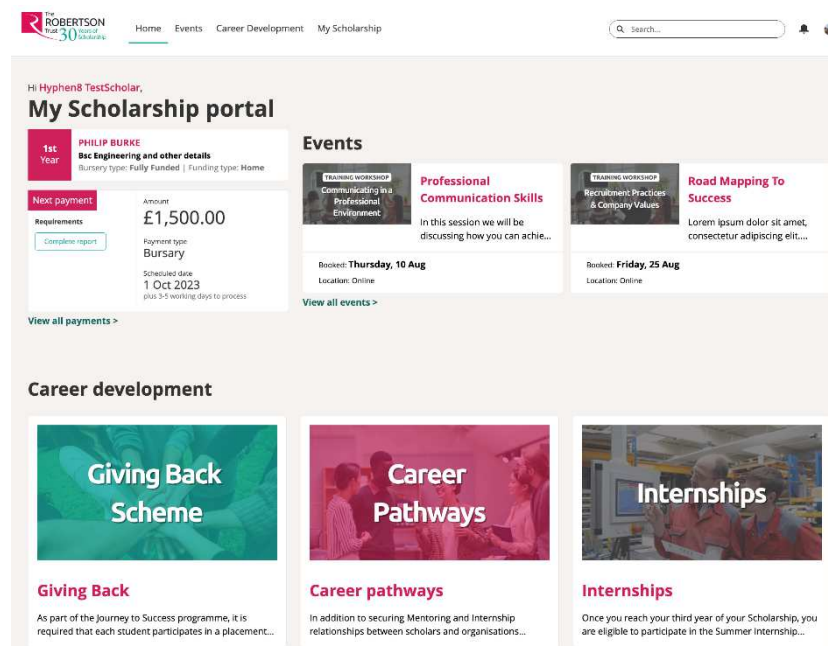 The
ROBERTSON
Trust 30 Years of
Scholarship
Home Events Career Development My Scholarship
Search...
Hi Hyphen8 TestScholar,
My Scholarship portal
1st
Year
PHILIP BURKE
Bsc Engineering and other details
Bursery type: Fully Funded | Funding type: Home
Next payment
Requirements
Complete report
Amount
£1,500.00
Payment type
Bursary
Scheduled date
1 Oct 2023
plus 3-5 working days to process
View all payments >
Events
TRAINING WORKSHOP
Communicating in a
Professional
Environment
Professional
Communication Skills
In this session we will be
discussing how you can achie...
Booked: Thursday, 10 Aug
Location: Online
TRAINING WORKSHOP
Recruitment Practices
& Company Values
Road Mapping To
Success
Lorem ipsum dolor sit amet,
consectetur adipiscing elit....
Booked: Friday, 25 Aug
Location: Online
View all events >
Career development
Giving Back
Scheme
Giving Back
As part of the Journey to Success programme, it is
required that each student participates in a placement...
Career
Pathways
Career pathways
In addition to securing Mentoring and Internship
relationships between scholars and organisations...
Internships
Internships
Once you reach your third year of your Scholarship, you
are eligible to participate in the Summer Internship...